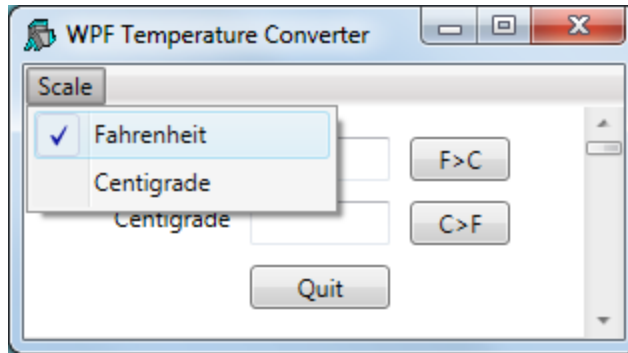 WPF Temperature Converter
Scale
Fahrenheit
F>C
Centigrade
Centigrade
C>F
Quit